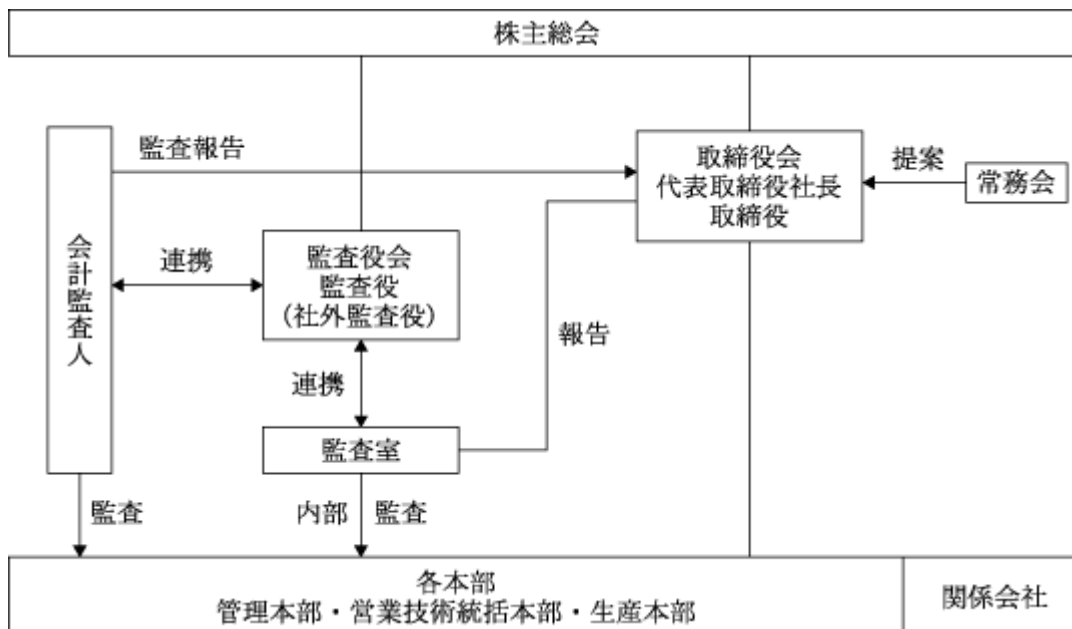 株主総会
監査報告
取締役会
代表取締役社長
取締役
提案
常務会
会計監査人
連携
監査役会
監査役
(社外監査役)
報告
連携
監査室
監査
内部 監査
各本部
管理本部・営業技術統括本部・生産本部
関係会社